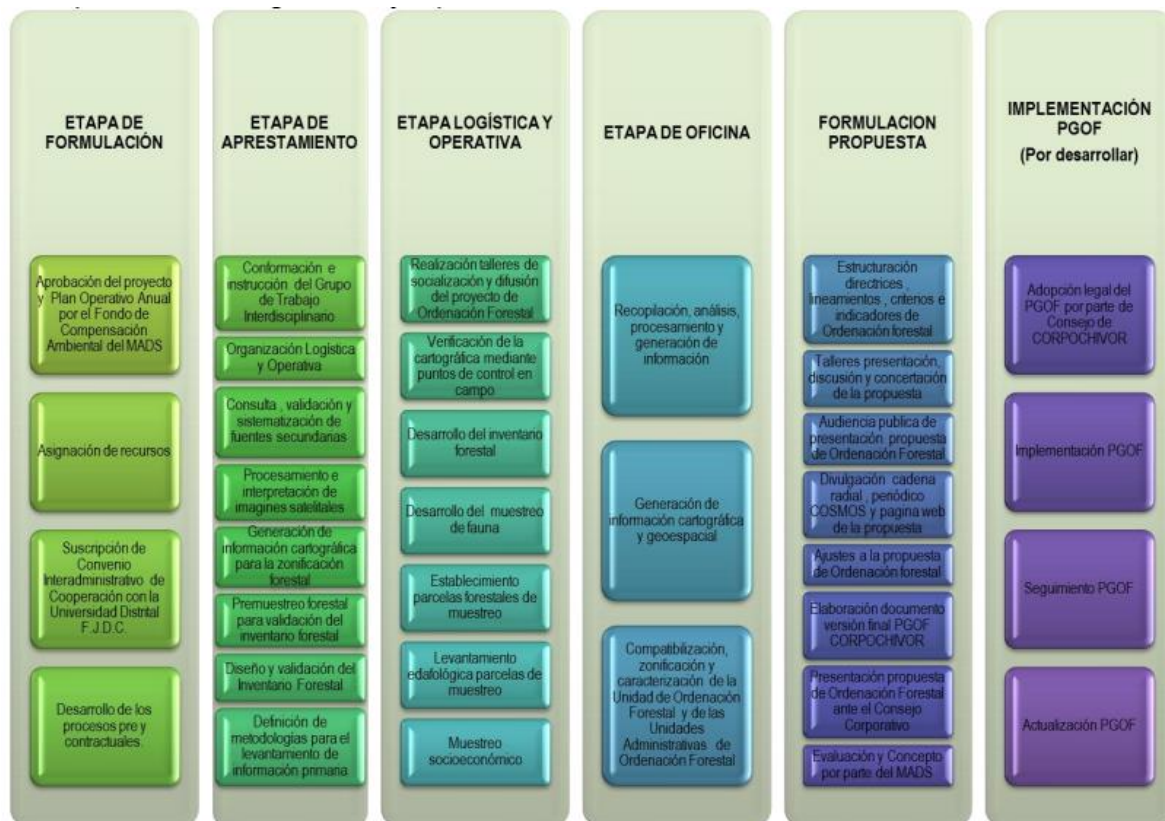 ETAPA DE
FORMULACIÓN
Aprobación del proyecto
y Plan Operativo Anual
por el Fondo de
Compensación
Ambiental del MADS
Asignación de recursos
Suscripción de
Convenio
Interadministrativo de
Cooperación con la
Universidad Distrital
F.J.D.C.
Desarrollo de los
procesos pre y
contractuales.
ETAPA DE
APRESTAMIENTO
Conformación e
instrucción del Grupo de
Trabajo
Interdisciplinario
Organización Logística
y Operativa
Consulta , validación y
sistematización de
fuentes secundarias
Procesamiento e
interpretación de
imagines satelitales
Generación de
información cartográfica
para la zonificación
forestal
Premuestreo forestal
para validación del
inventario forestal
Diseño y validación del
Inventario Forestal
Definición de
metodologías para el
levantamiento de
información primaria
ETAPA LOGÍSTICA Y
OPERATIVA
Realización talleres de
socialización y difusión
del proyecto de
Ordenación Forestal
Verificación de la
cartográfica mediante
puntos de control en
campo
Desarrollo del inventario
forestal
Desarrollo del muestreo
de fauna
Establecimiento
parcelas forestales de
muestreo
Levantamiento
edafológica parcelas de
muestreo
Muestreo
socioeconómico
ETAPA DE OFICINA
Recopilación, análisis,
procesamiento y
generación de
información
Generación de
información cartográfica
y geoespacial
Compatibilización,
zonificación y
caracterización de la
Unidad de Ordenación
Forestal y de las
Unidades
Administrativas de
Ordenación Forestal
FORMULACION
PROPUESTA
Estructuración
directrices , lineamientos
, criterios e
indicadores de
Ordenación forestal
Talleres presentación,
discusión y concertación
de la propuesta
Audiencia publica de
presentación propuesta
de Ordenación Forestal
Divulgación cadena
radial , periódico
COSMOS y pagina web
de la propuesta
Ajustes a la propuesta
de Ordenación forestal
Elaboración documento
versión final PGOF
CORPOCHIVOR
Presentación propuesta
de Ordenación Forestal
ante el Consejo
Corporativo
Evaluación y Concepto
por parte del MADS
IMPLEMENTACIÓN
PGOF
(Por desarrollar)
Adopción legal del
PGOF por parte de
Consejo de
CORPOCHIVOR
Implementación PGOF
Seguimiento PGOF
Actualización PGOF